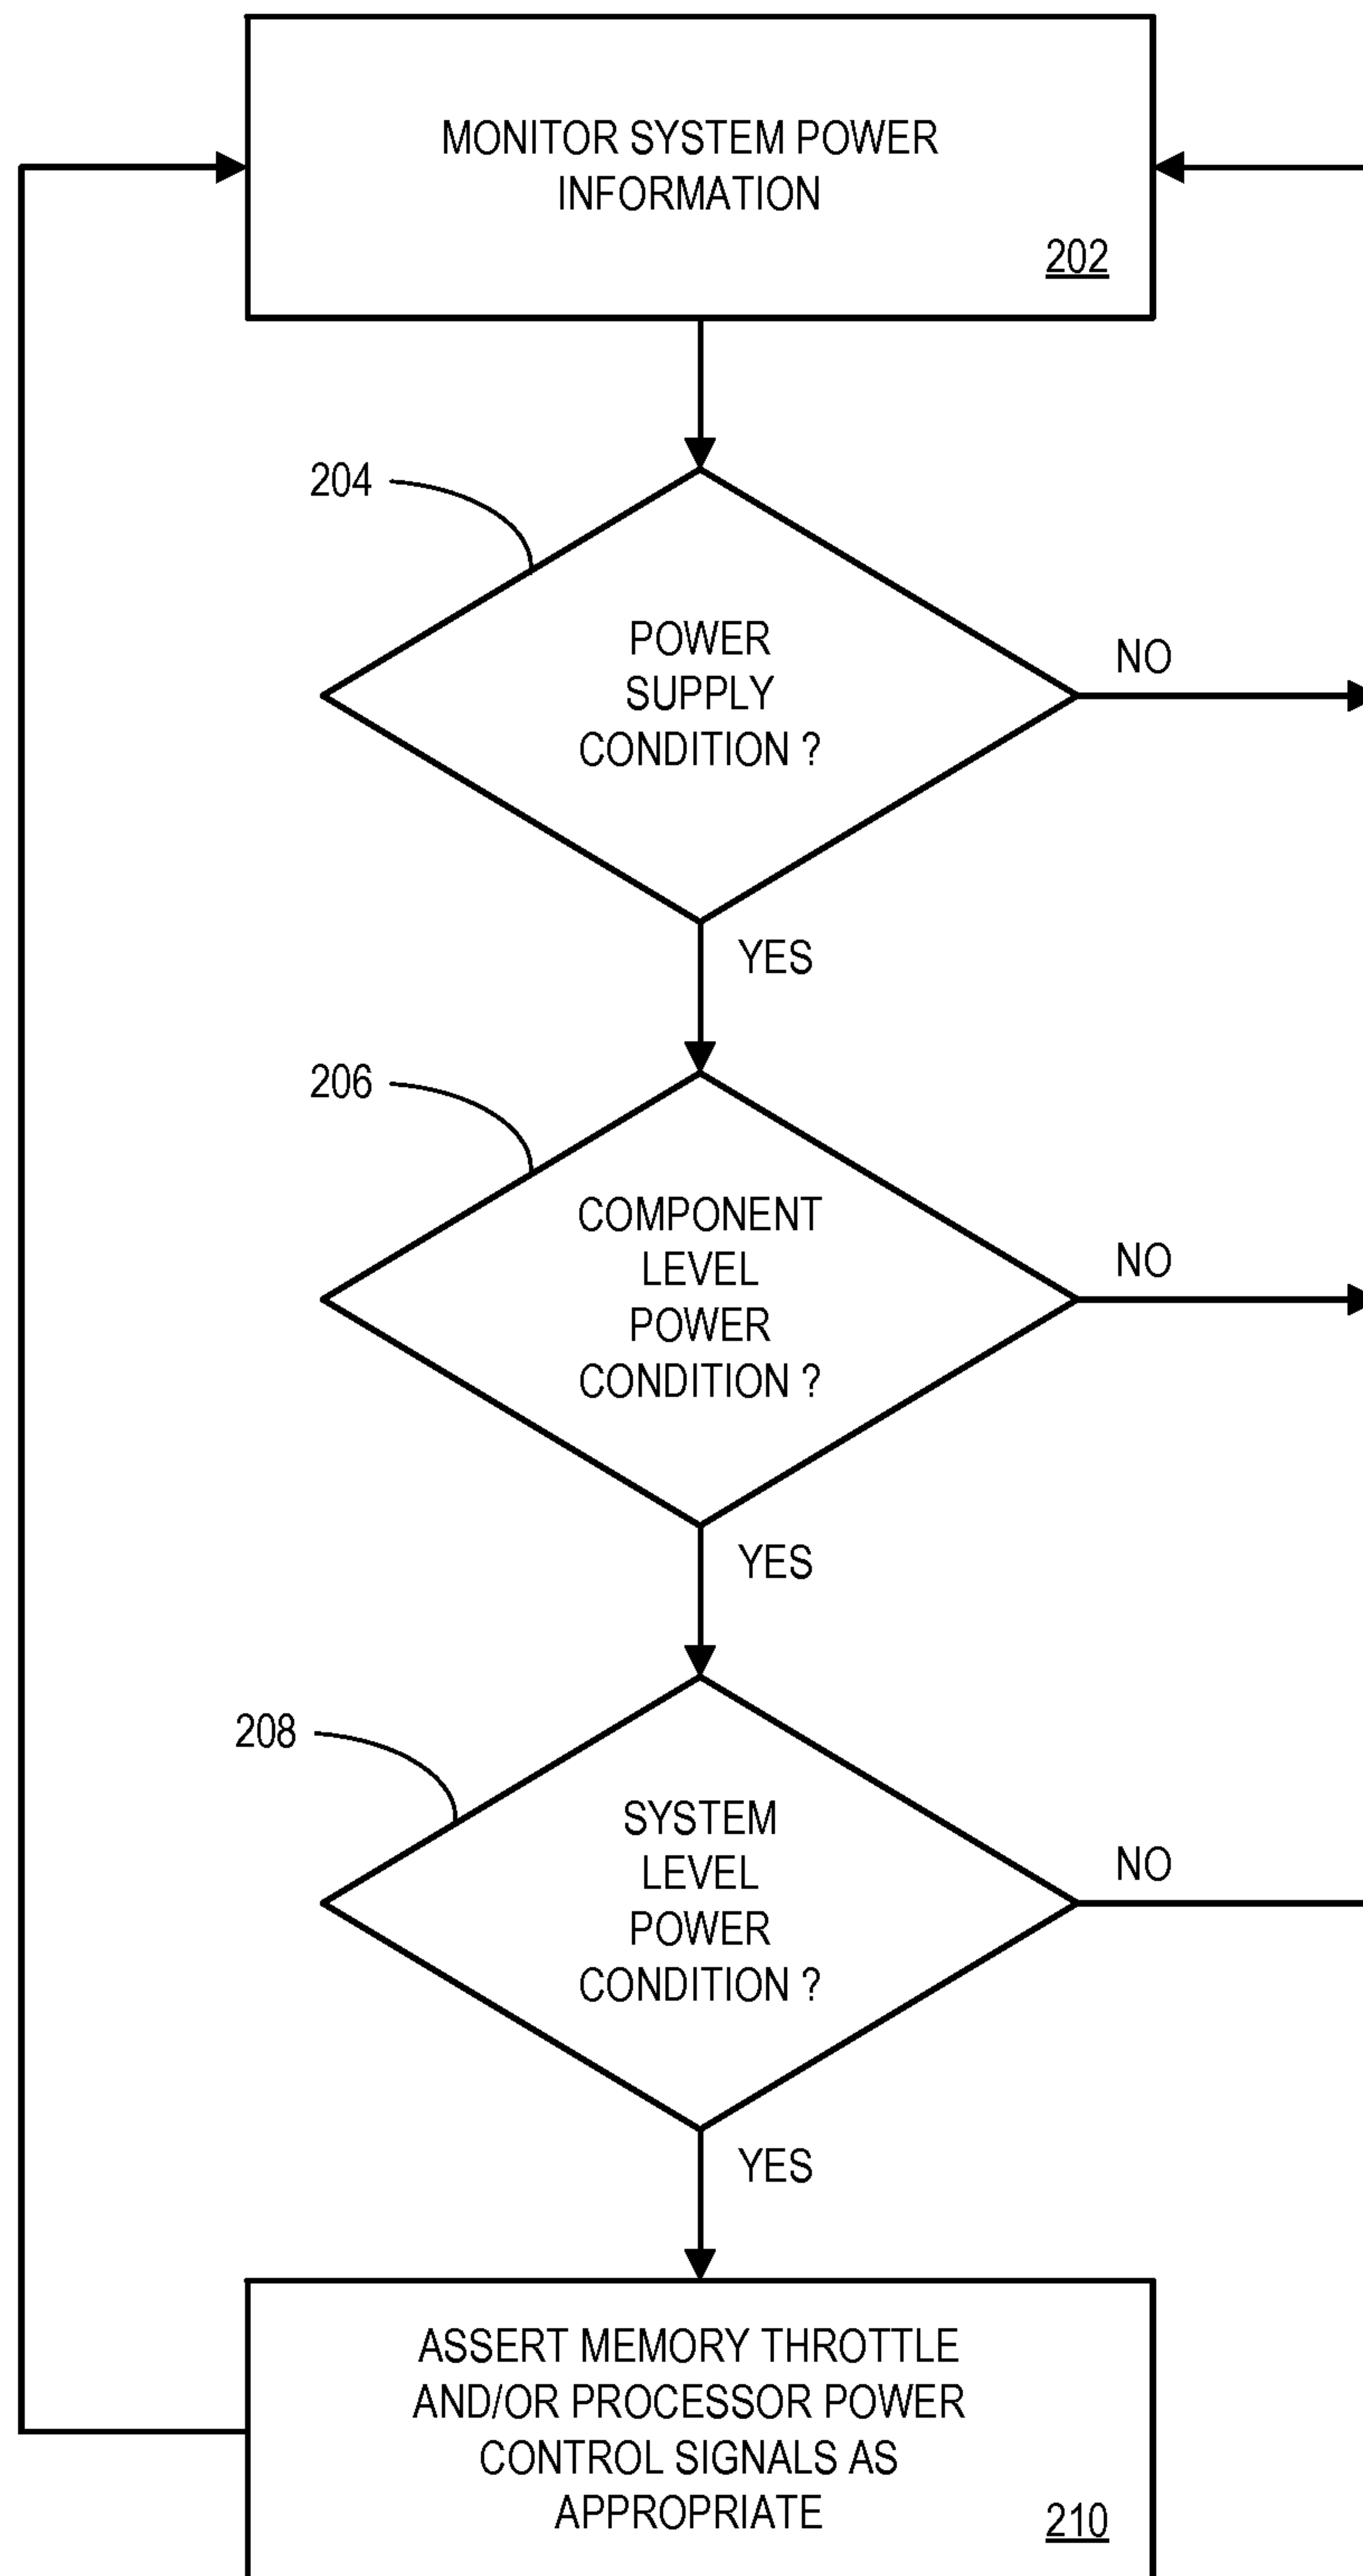 MONITOR SYSTEM POWER
INFORMATION
202
204
POWER
SUPPLY
CONDITION ?
NO
YES
206
COMPONENT
LEVEL
POWER
CONDITION ?
NO
YES
208
SYSTEM
LEVEL
POWER
CONDITION ?
NO
YES
ASSERT MEMORY THROTTLE
AND/OR PROCESSOR POWER
CONTROL SIGNALS AS
APPROPRIATE
210